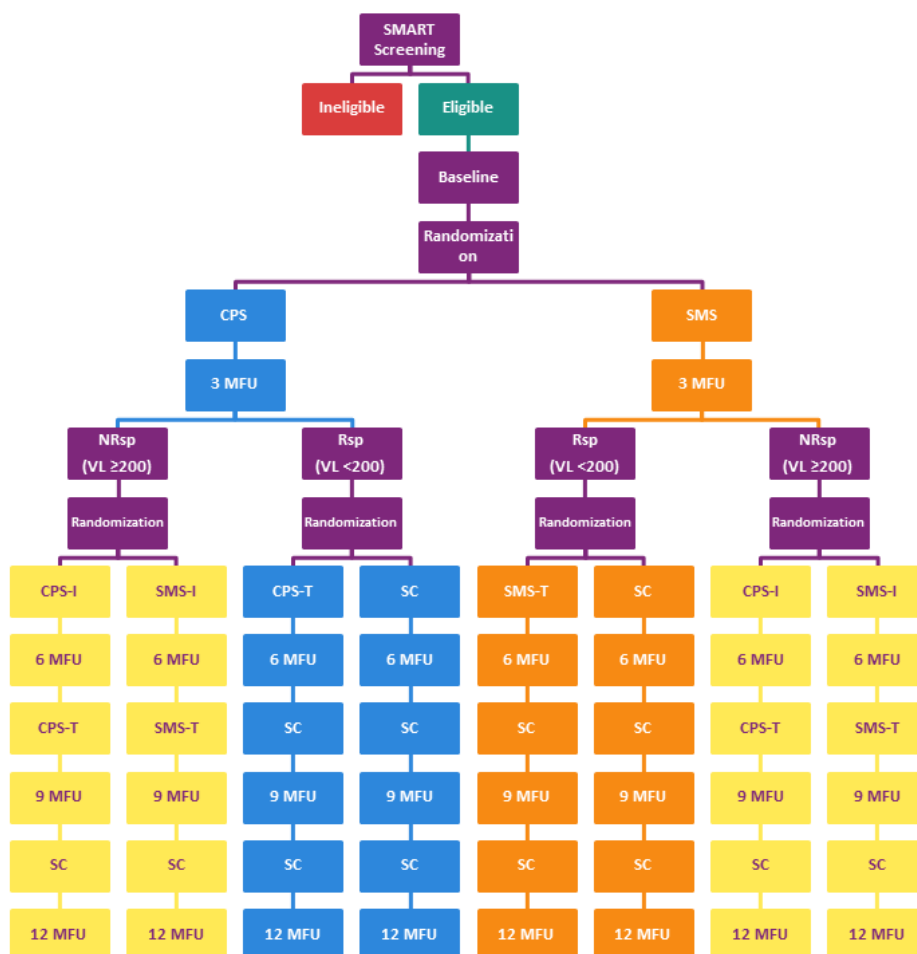 SMART
Screening
Ineligible
Eligible
Baseline
Randomizati
on
CPS
SMS
3 MFU
3 MFU
NRsp
(VL ≥200)
Rsp
(VL <200)
Rsp
(VL <200)
NRsp
(VL ≥200)
Randomization
Randomization
Randomization
Randomization
CPS-I
SMS-I
CPS-T
SC
SMS-T
SC
CPS-I
SMS-I
6 MFU
6 MFU
6 MFU
6 MFU
6 MFU
6 MFU
6 MFU
6 MFU
CPS-T
SMS-T
SC
SC
SC
SC
CPS-T
SMS-T
9 MFU
9 MFU
9 MFU
9 MFU
9 MFU
9 MFU
9 MFU
9 MFU
SC
SC
SC
SC
SC
SC
SC
SC
12 MFU
12 MFU
12 MFU
12 MFU
12 MFU
12 MFU
12 MFU
12 MFU